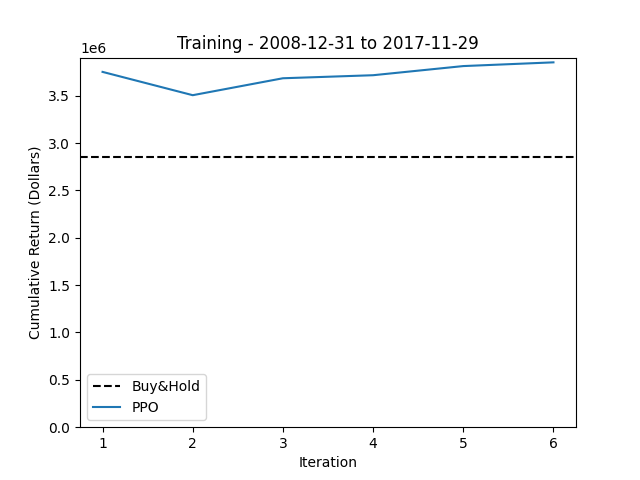 Training - 2008-12-31 to 2017-11-29
1e6
3.5
3.0
2.5
2.0
1.5
1.0
0.5
0.0
Cumulative Return (Dollars)
Buy&Hold
PPO
1 2 3 4 5 6
Iteration